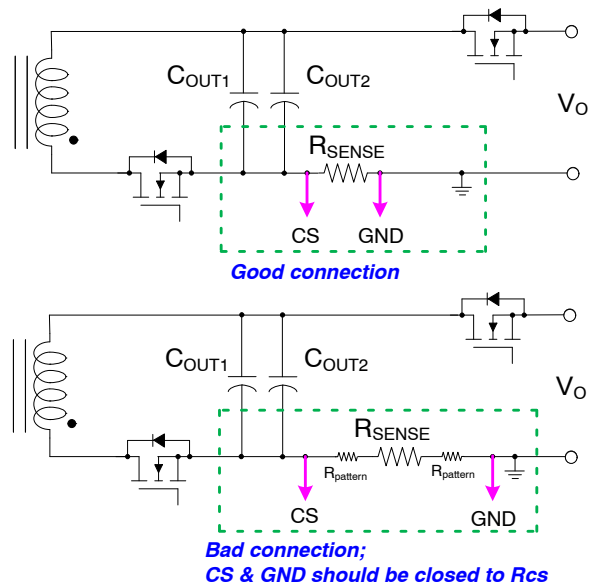 COUT1 COUT2
VO
RSENSE
CS GND
Good connection
COUT1 COUT2
VO
RSENSE
Rpattern Rpattern
CS GND
Bad connection;
CS & GND should be closed to Rcs